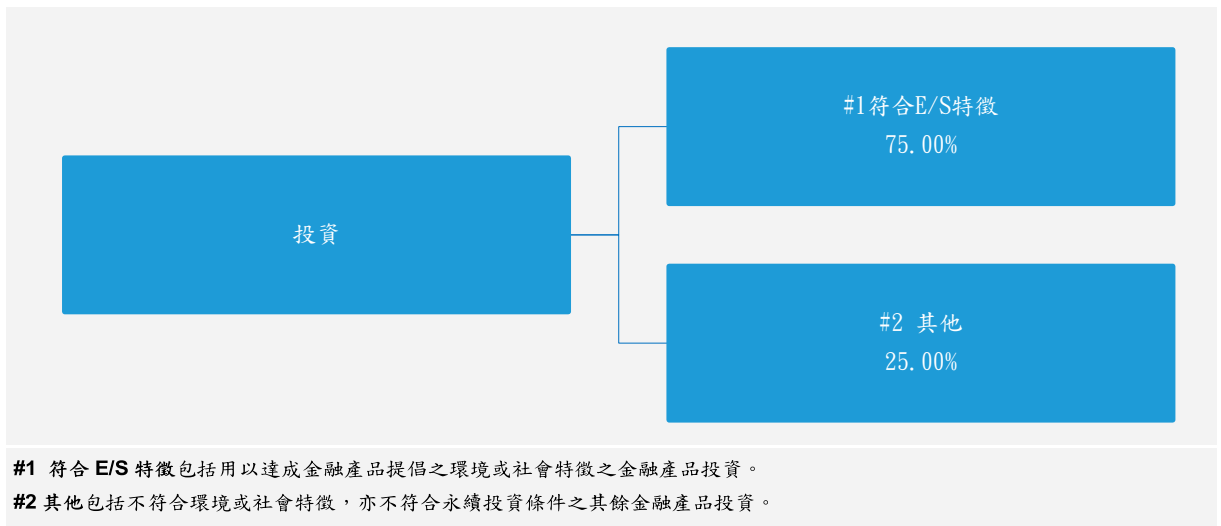 投資
#1符合E/S特徵
75.00%
#2 其他
25.00%
#1 符合 E/S 特徵包括用以達成金融產品提倡之環境或社會特徵之金融產品投資。
#2 其他包括不符合環境或社會特徵，亦不符合永續投資條件之其餘金融產品投資。